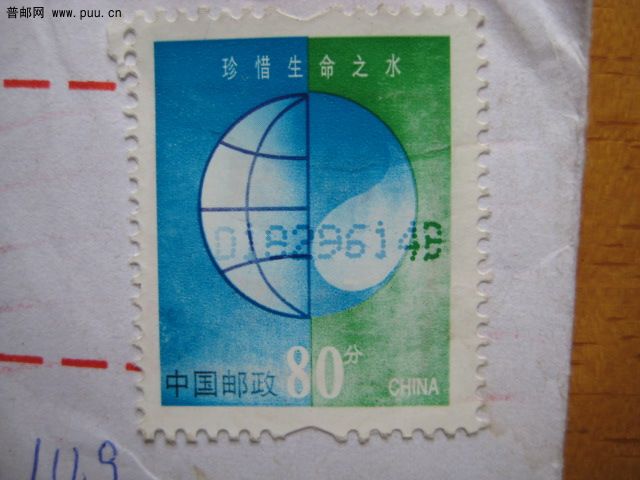 普邮网
www.puu.cn
珍惜生命之水
01829614
中国邮政 80分 CHINA